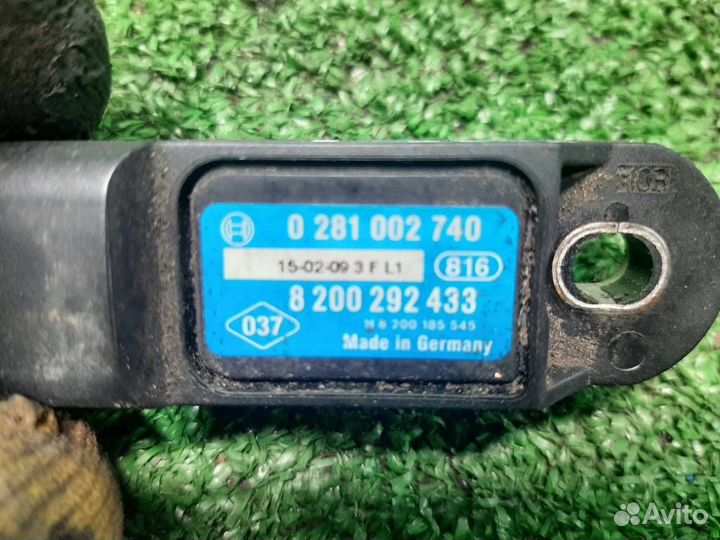 0 281 002 740
15-02-09 3 F L1
816
8 200 292 433
037
H 8 200 185 545
Made in Germany
Avito